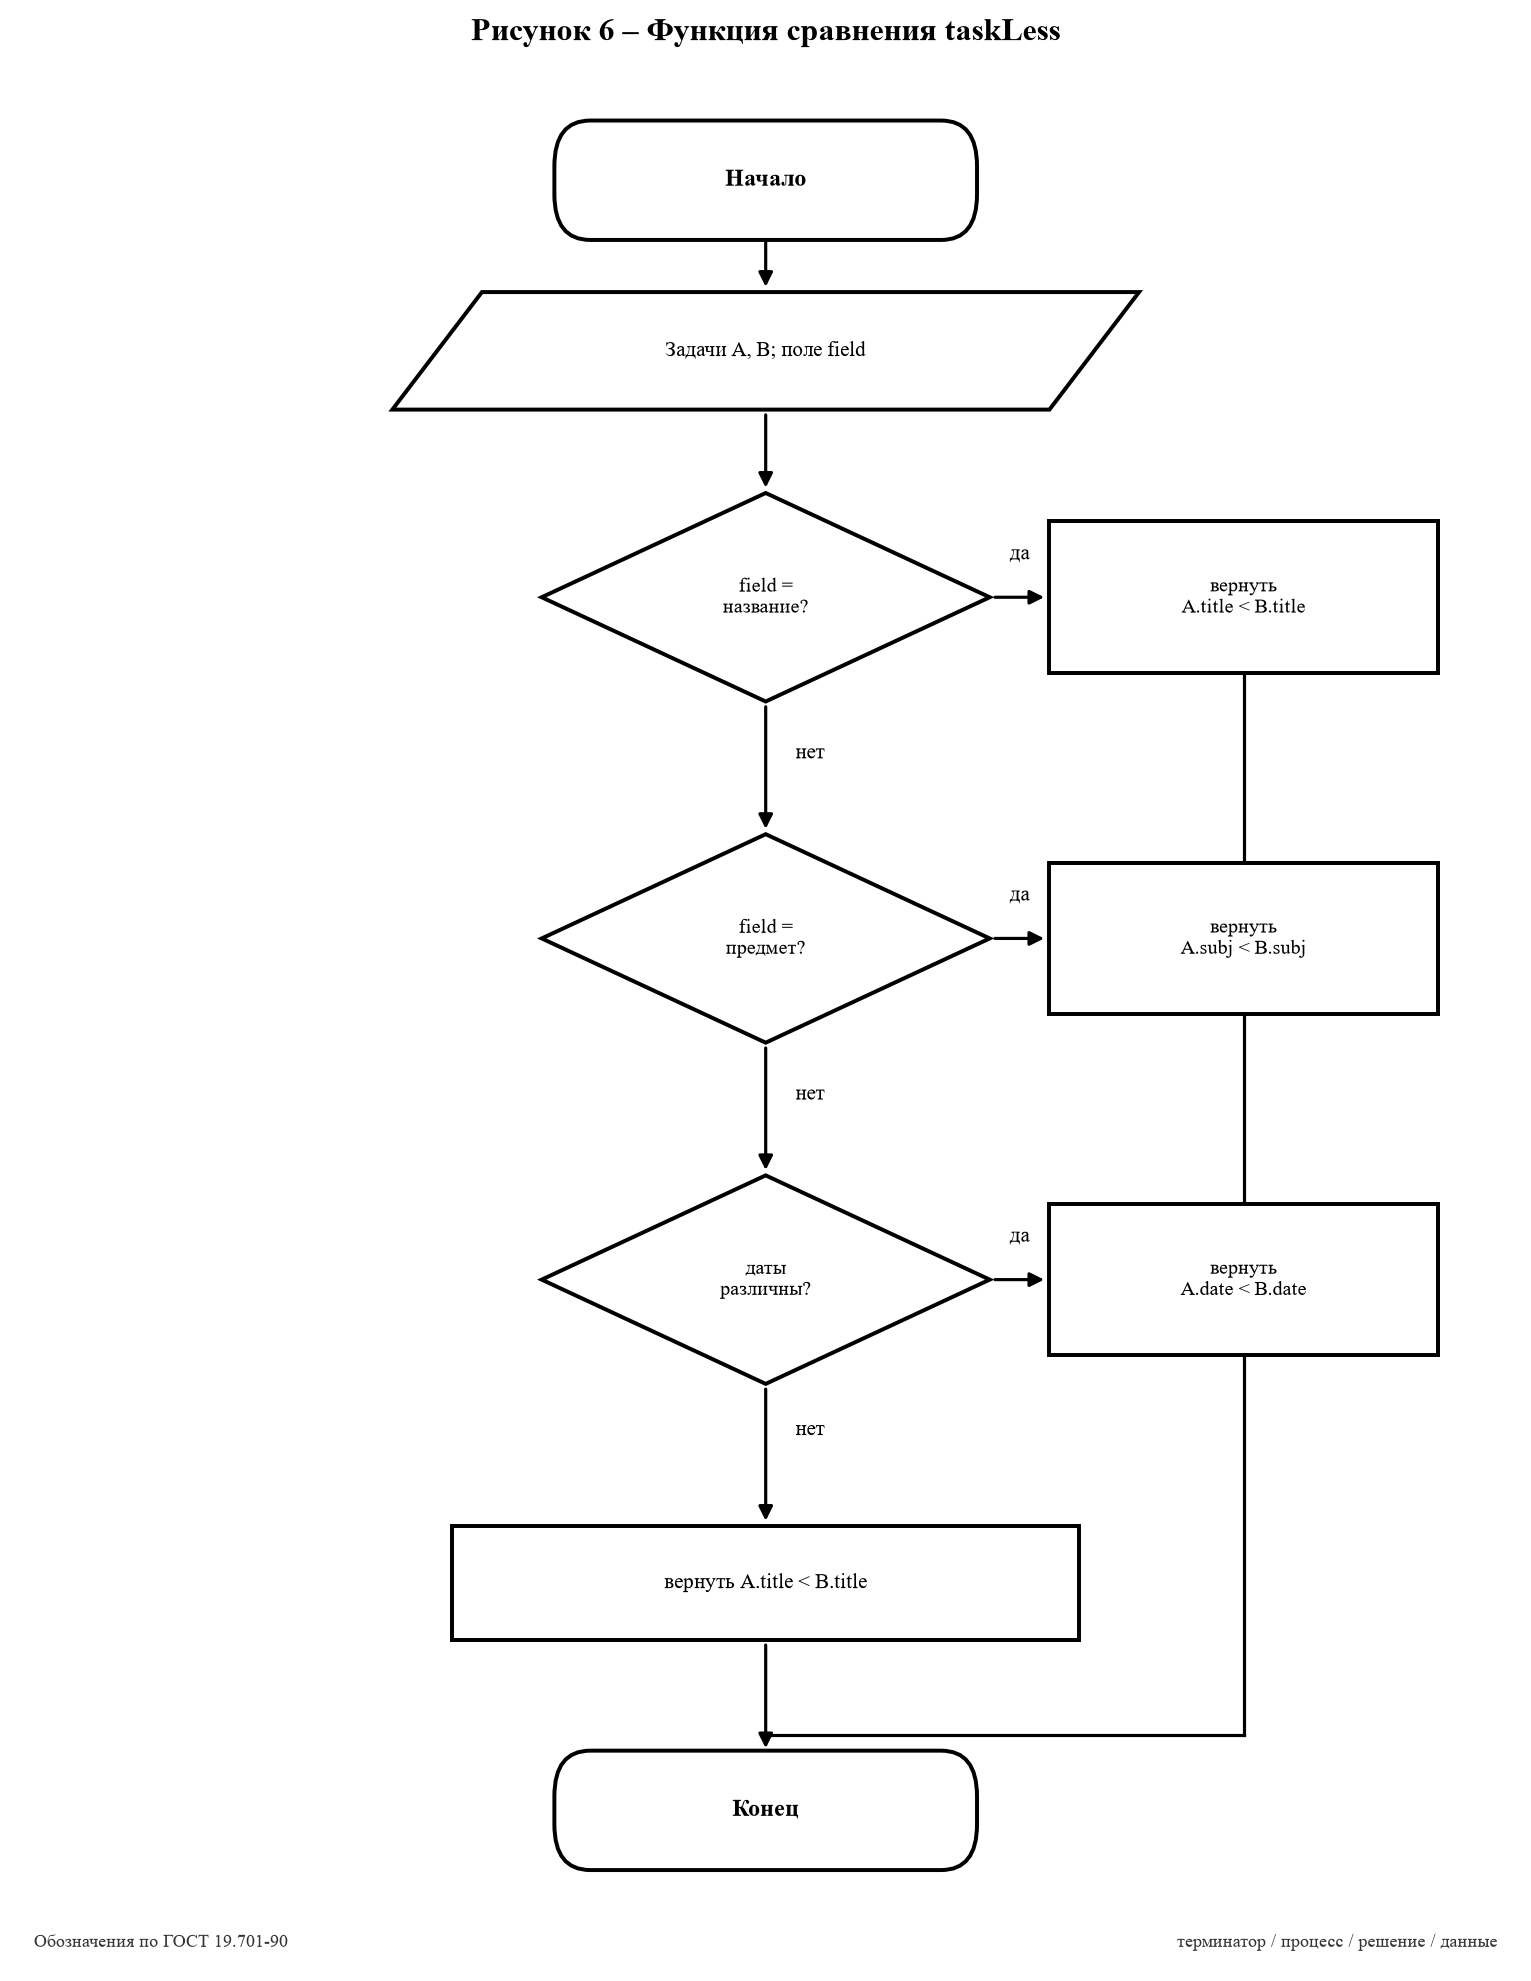 Рисунок 6 – Функция сравнения taskLess
Начало
Задачи A, B; поле field
field =
название?
да
вернуть
A.title < B.title
нет
field =
предмет?
да
вернуть
A.subj < B.subj
нет
даты
различны?
да
вернуть
A.date < B.date
нет
вернуть A.title < B.title
Конец
Обозначения по ГОСТ 19.701-90
терминатор / процесс / решение / данные